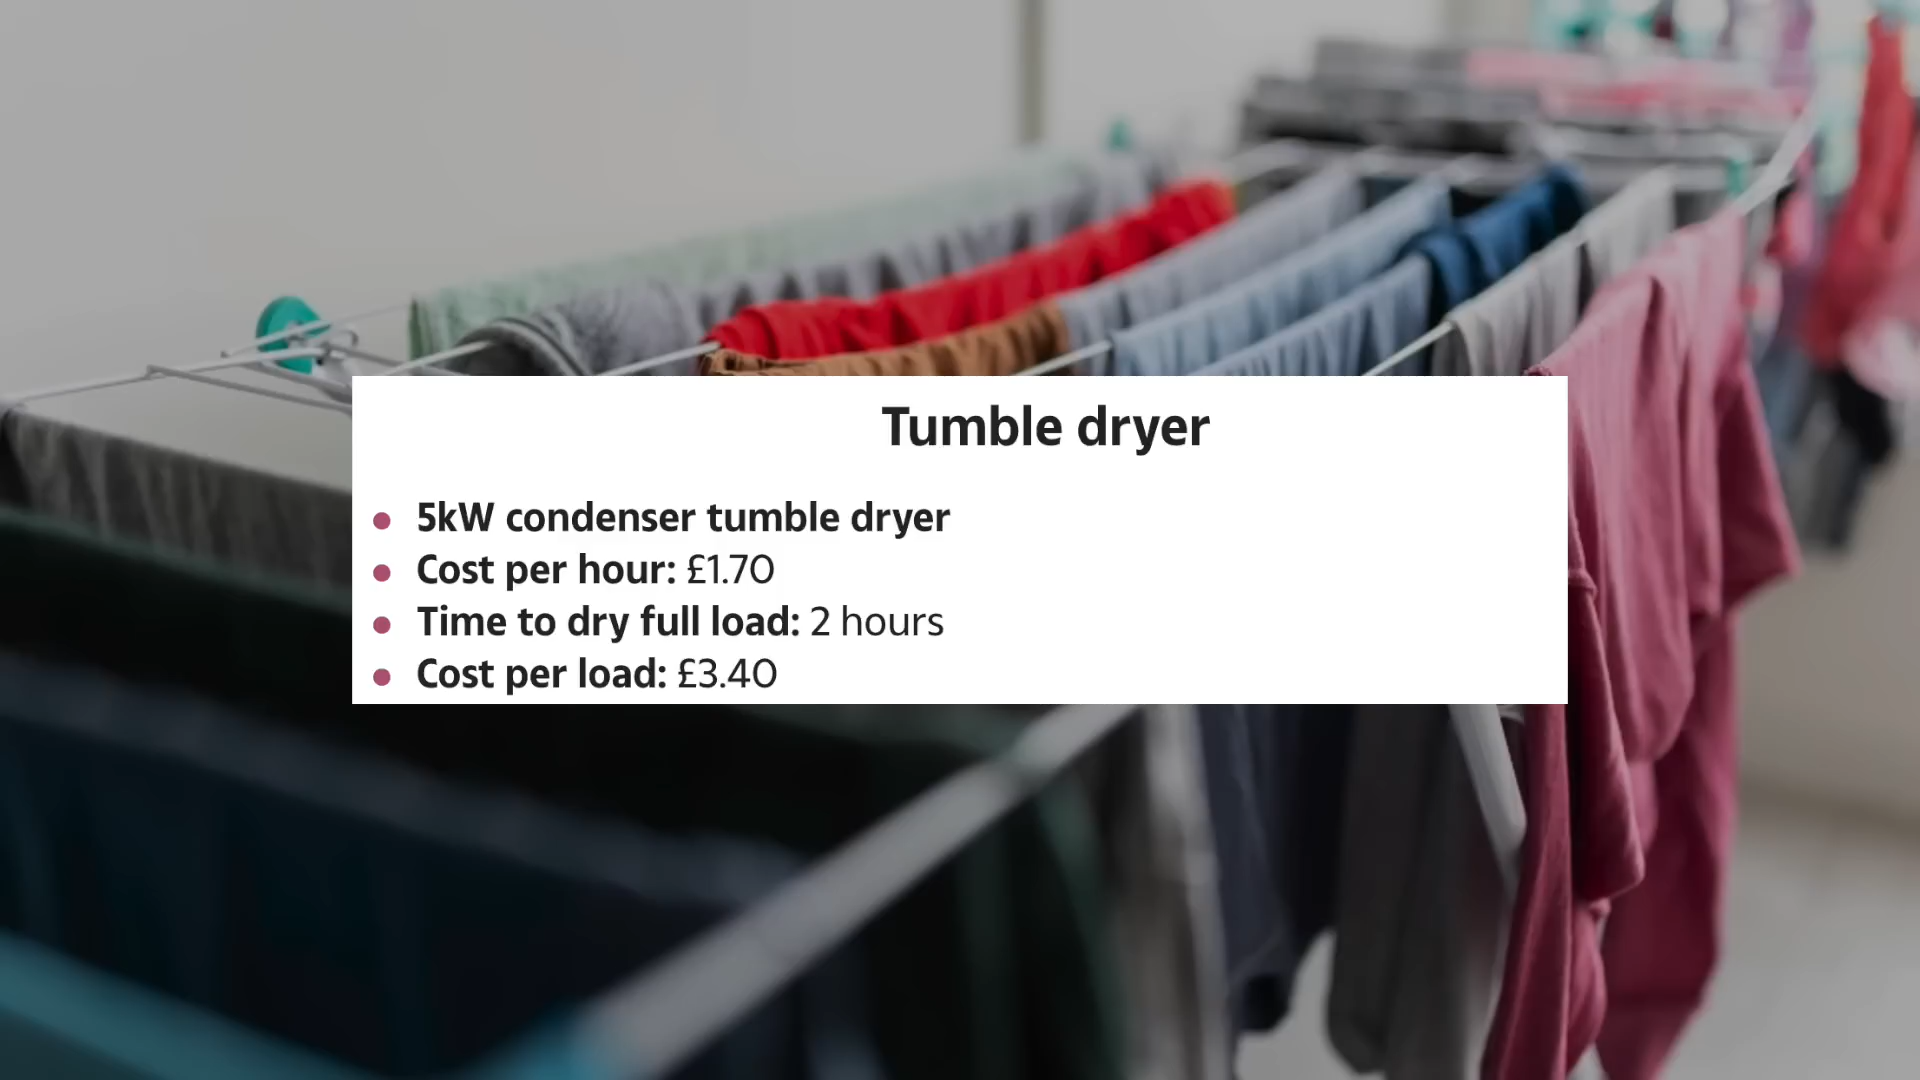 Tumble dryer
5kW condenser tumble dryer
Cost per hour: £1.70
Time to dry full load: 2 hours
Cost per load: £3.40